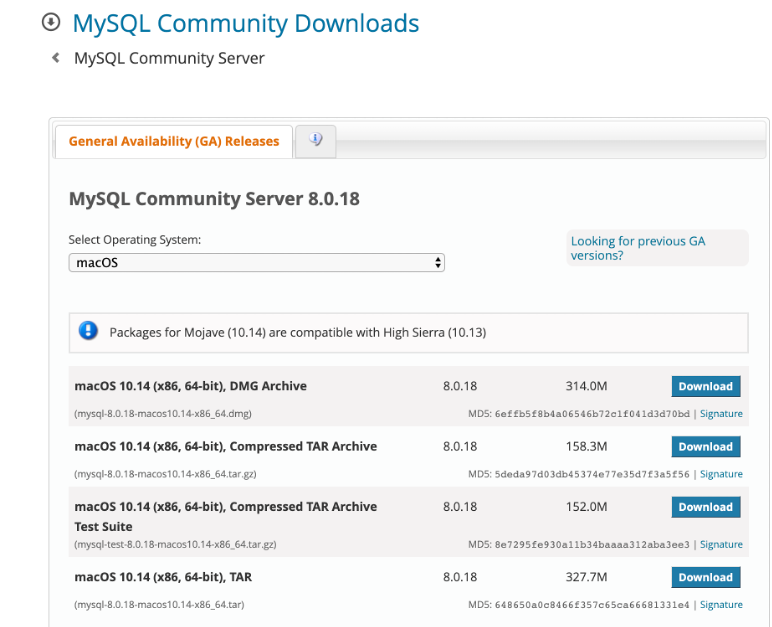 MySQL Community Downloads
MySQL Community Server
General Availability (GA) Releases
MySQL Community Server 8.0.18
Select Operating System:
Looking for previous GA
versions?
macOS
Packages for Mojave (10.14) are compatible with High Sierra (10.13)
macOS 10.14 (x86, 64-bit), DMG Archive 8.0.18 314.0M Download
(mysql-8.0.18-macos10.14-x86_64.dmg) MD5: 6effb5f8b4a06546b72c1f041d3d70bd | Signature
macOS 10.14 (x86, 64-bit), Compressed TAR Archive 8.0.18 158.3M Download
(mysql-8.0.18-macos10.14-x86_64.tar.gz) MD5: 5deda97d03db45374e77e35d7f3a5f56 | Signature
macOS 10.14 (x86, 64-bit), Compressed TAR Archive 8.0.18 152.0M Download
Test Suite
(mysql-test-8.0.18-macos10.14-x86_64.tar.gz) MD5: 8e7295fe930a11b34baaaa312aba3ee3 | Signature
macOS 10.14 (x86, 64-bit), TAR 8.0.18 327.7M Download
(mysql-8.0.18-macos10.14-x86_64.tar) MD5: 648650a0c8466f357c65ca66681331e4 | Signature